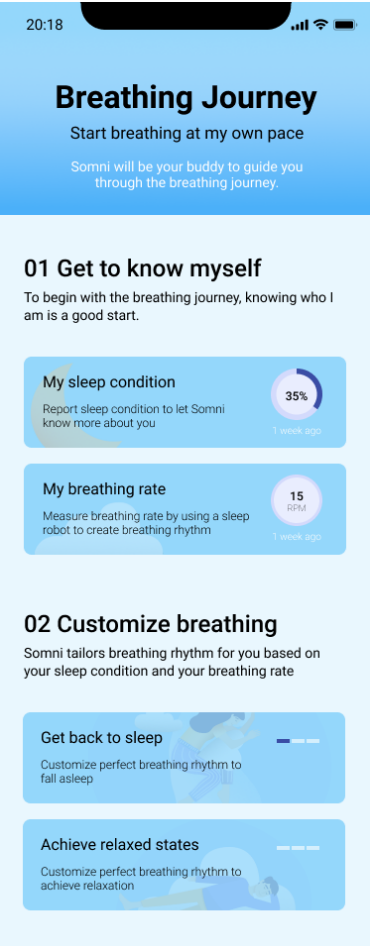 20:18
Breathing Journey
Start breathing at my own pace
Somni will be your buddy to guide you
through the breathing journey.
01 Get to know myself
To begin with the breathing journey, knowing who I
am is a good start.
My sleep condition
Report sleep condition to let Somni
know more about you
35%
1 week ago
My breathing rate
Measure breathing rate by using a sleep
robot to create breathing rhythm
15
RPM
1 week ago
02 Customize breathing
Somni tailors breathing rhythm for you based on
your sleep condition and your breathing rate
Get back to sleep
Customize perfect breathing rhythm to
fall asleep
Achieve relaxed states
Customize perfect breathing rhythm to
achieve relaxation